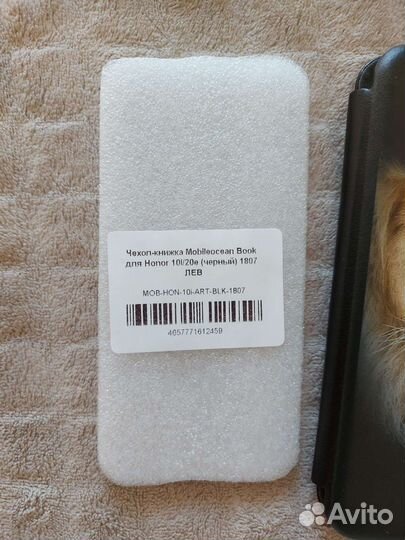 Чехол-книжка Mobileocean Book
для Honor 10i/20e (черный) 1807
ЛЕВ
MOB-HON-10i-ART-BLK-1807
4657771612459
Avito